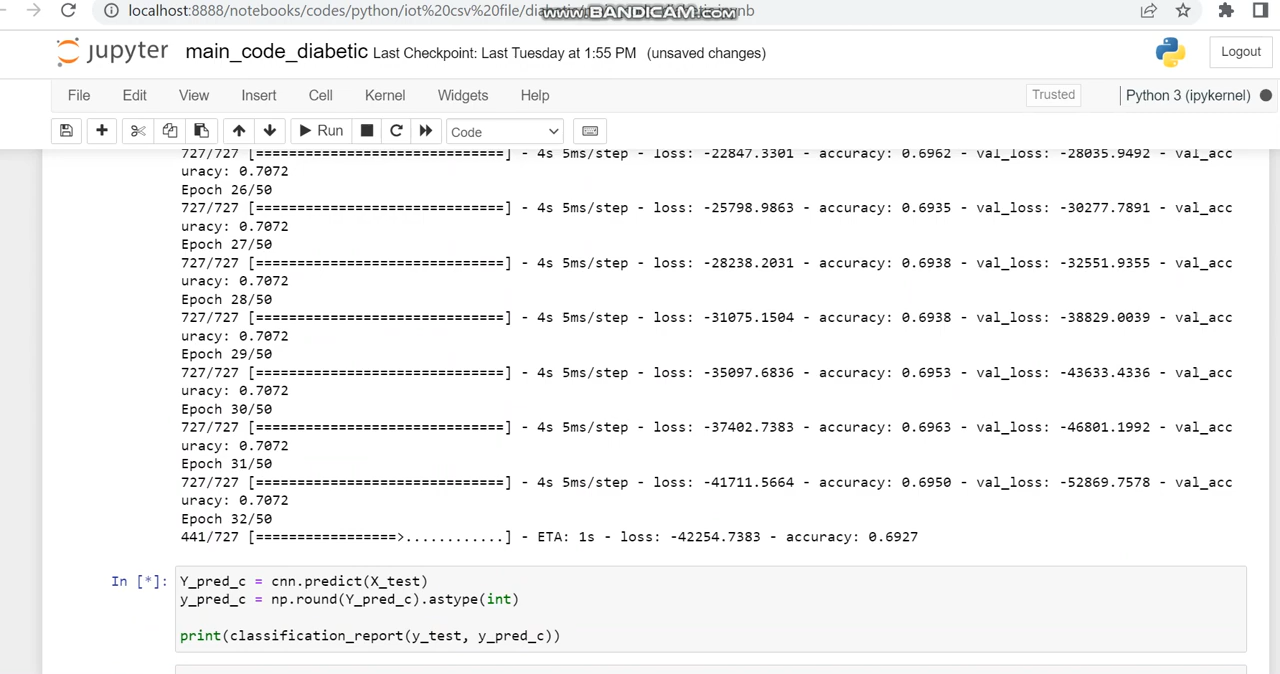 localhost:8888/notebooks/codes/python/iot%20csv%20file/diab
www.BANDICAM.com
nb
jupyter main_code_diabetic Last Checkpoint: Last Tuesday at 1:55 PM (unsaved changes)
Logout
File Edit View Insert Cell Kernel Widgets Help
Trusted
Python 3 (ipykernel)
Run
Code
727/727 [==============================] - 4s 5ms/step - loss: -22847.3301 - accuracy: 0.6962 - val_loss: -28035.9492 - val_acc
uracy: 0.7072
Epoch 26/50
727/727 [==============================] - 4s 5ms/step - loss: -25798.9863 - accuracy: 0.6935 - val_loss: -30277.7891 - val_acc
uracy: 0.7072
Epoch 27/50
727/727 [==============================] - 4s 5ms/step - loss: -28238.2031 - accuracy: 0.6938 - val_loss: -32551.9355 - val_acc
uracy: 0.7072
Epoch 28/50
727/727 [==============================] - 4s 5ms/step - loss: -31075.1504 - accuracy: 0.6938 - val_loss: -38829.0039 - val_acc
uracy: 0.7072
Epoch 29/50
727/727 [==============================] - 4s 5ms/step - loss: -35097.6836 - accuracy: 0.6953 - val_loss: -43633.4336 - val_acc
uracy: 0.7072
Epoch 30/50
727/727 [==============================] - 4s 5ms/step - loss: -37402.7383 - accuracy: 0.6963 - val_loss: -46801.1992 - val_acc
uracy: 0.7072
Epoch 31/50
727/727 [==============================] - 4s 5ms/step - loss: -41711.5664 - accuracy: 0.6950 - val_loss: -52869.7578 - val_acc
uracy: 0.7072
Epoch 32/50
441/727 [=================>............] - ETA: 1s - loss: -42254.7383 - accuracy: 0.6927
In [*]: Y_pred_c = cnn.predict(X_test)
y_pred_c = np.round(Y_pred_c).astype(int)
print(classification_report(y_test, y_pred_c))